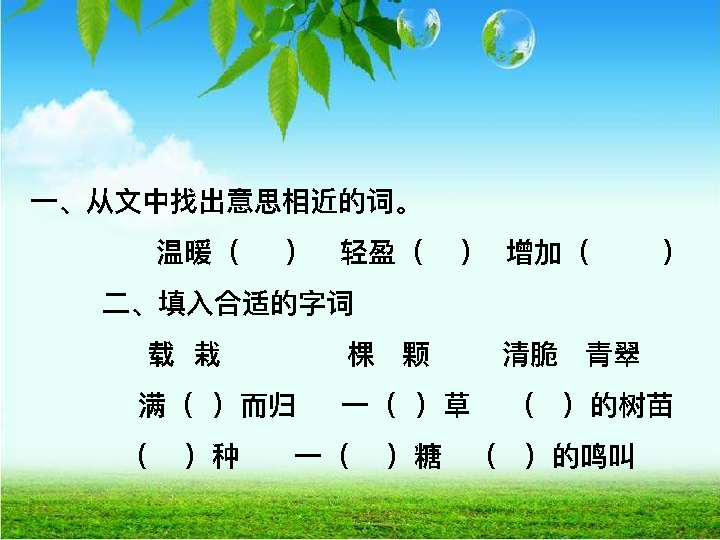 一、从文中找出意思相近的词。
温暖（ ） 轻盈（ ） 增加（ ）
二、填入合适的字词
载 栽 棵 颗 清脆 青翠
满（ ）而归 一（ ）草 （ ）的树苗
（ ）种 一（ ）糖 （ ）的鸣叫